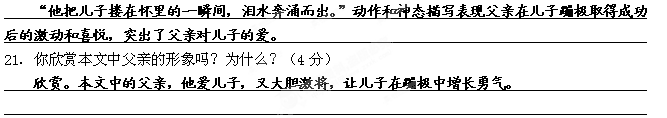 “他把儿子搂在怀里的一瞬间，泪水奔涌而出。”动作和神态描写表现父亲在儿子蹦极取得成功
后的激动和喜悦，突出了父亲对儿子的爱。
21. 你欣赏本文中父亲的形象吗？为什么？（4 分）
欣赏。本文中的父亲，他爱儿子，又大胆激将，让儿子在蹦极中增长勇气。